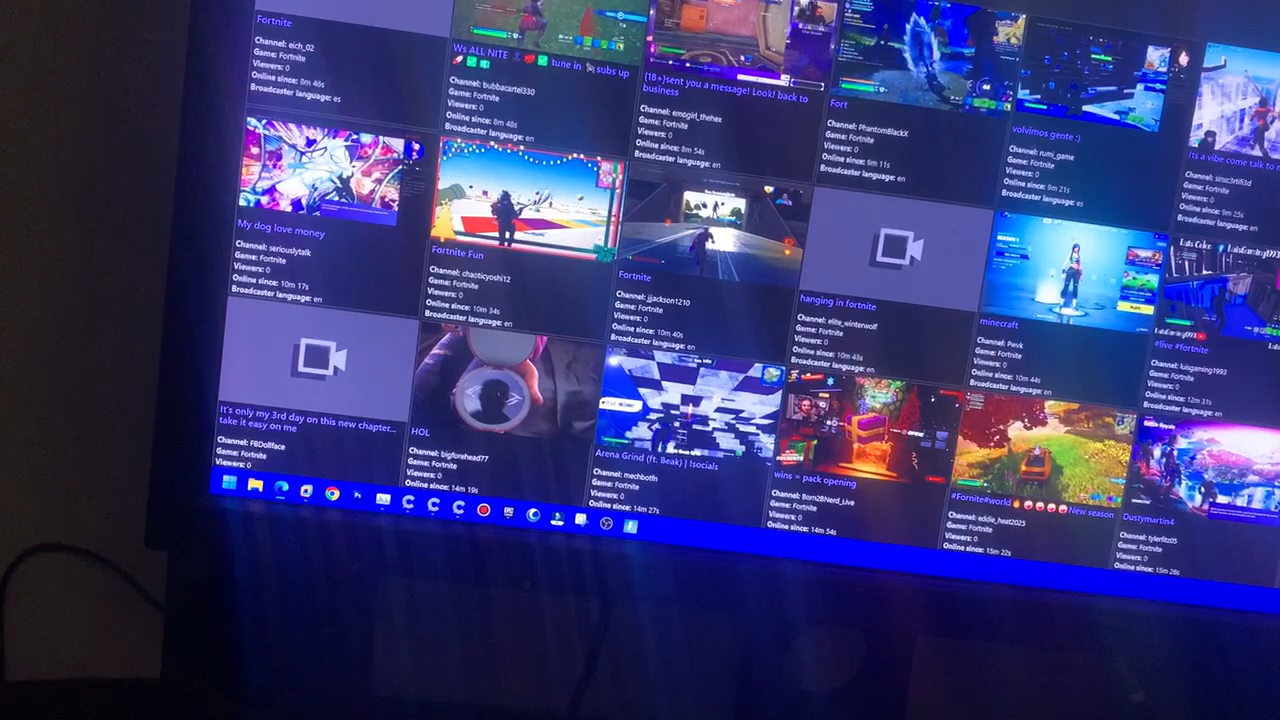 Fortnite
Channel: eich_02
Game: Fortnite
Viewers: 0
Online since: 8m 46s
Broadcaster language: es
Ws ALL NITE
tune in
subs up
Channel: bubbacartel330
Game: Fortnite
Viewers: 0
Online since: 8m 48s
Broadcaster language: en
(18+)sent you a message! Look! back to
business
Channel: emogirl_thehex
Game: Fortnite
Viewers: 0
Online since: 8m 54s
Broadcaster language: en
Fort
Channel: PhantomBlackX
Game: Fortnite
Viewers: 0
Online since: 9m 11s
Broadcaster language: en
volvimos gente :)
Channel: rumi_game
Game: Fortnite
Viewers: 0
Online since: 9m 21s
Broadcaster language: es
Its a vibe come talk to
Game: Fortnite
Viewers: 0
Online since: 9m 25s
Broadcaster language: en
My dog love money
Channel: seriouslytalk
Game: Fortnite
Viewers: 0
Online since: 10m 17s
Broadcaster language: en
Fortnite Fun
Channel: chaoticyoshi12
Game: Fortnite
Viewers: 0
Online since: 10m 34s
Broadcaster language: en
Fortnite
Channel: jjjackson1210
Game: Fortnite
Viewers: 0
Online since: 10m 40s
Broadcaster language: en
hanging in fortnite
Channel: elite_winterwolf
Game: Fortnite
Viewers: 0
Online since: 10m 43s
Broadcaster language: en
minecraft
Channel: Pwvk
Game: Fortnite
Viewers: 0
Online since: 10m 44s
Broadcaster language: en
#live #fortnite
Channel: luisgaming1993
Game: Fortnite
Viewers: 0
Online since: 12m 31s
Broadcaster language: en
It's only my 3rd day on this new chapter...
take it easy on me
Channel: FBDollface
Game: Fortnite
Viewers: 0
HOL
Channel: bigforehead77
Game: Fortnite
Viewers: 0
Online since: 14m 19s
Arena Grind (ft. Beak) | !socials
Channel: mechbotfn
Game: Fortnite
Viewers: 0
Online since: 14m 27s
wins = pack opening
Channel: Born2BNerd_Live
Game: Fortnite
Viewers: 0
Online since: 14m 54s
#Fornite#world
New season
Channel: eddie_heat2025
Game: Fortnite
Viewers: 0
Online since: 15m 22s
Dustymartin4
Channel: tylerfitz05
Game: Fortnite
Viewers: 0
Online since: 15m 26s